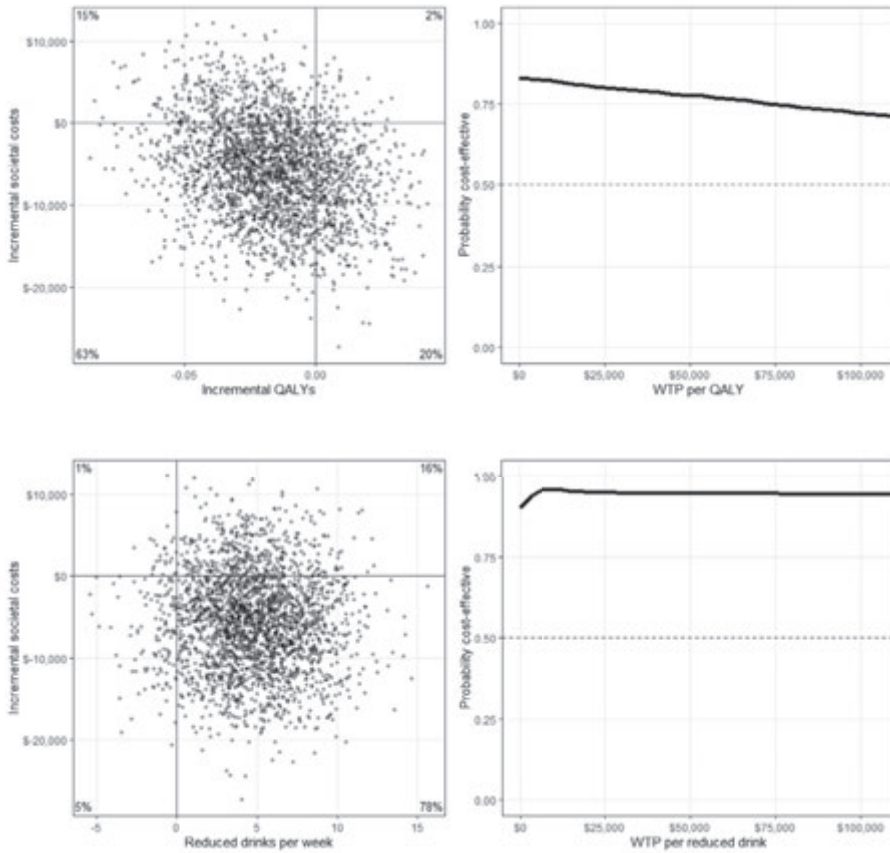 15% 2%
$10,000
$0
$-10,000
$-20,000
63% 20%
-0.05 0.00
Incremental QALYs
Incremental societal costs
1.00
0.75
0.50
0.25
0.00
$0 $25,000 $50,000 $75,000 $100,000
WTP per QALY
Probability cost-effective
1% 16%
$10,000
$0
$-10,000
$-20,000
5% 78%
-5 0 5 10 15
Reduced drinks per week
Incremental societal costs
1.00
0.75
0.50
0.25
0.00
$0 $25,000 $50,000 $75,000 $100,000
WTP per reduced drink
Probability cost-effective